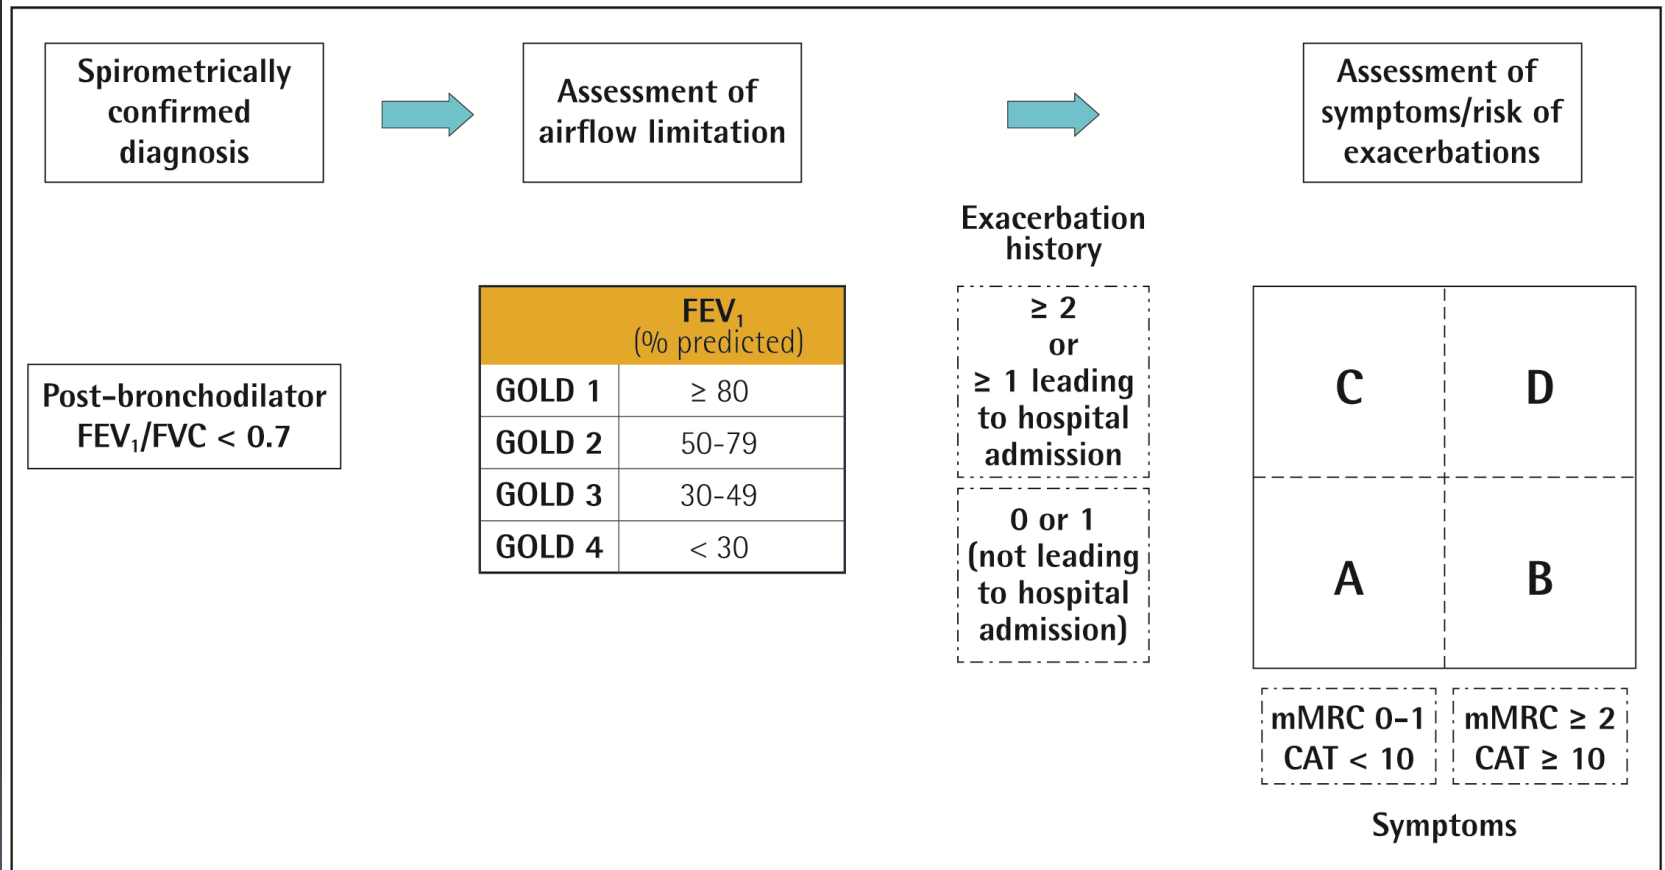 Spirometrically
confirmed
diagnosis
Assessment of
airflow limitation
Assessment of
symptoms/risk of
exacerbations
Post-bronchodilator
FEV₁/FVC < 0.7
FEV₁
(% predicted)
GOLD 1 ≥ 80
GOLD 2 50-79
GOLD 3 30-49
GOLD 4 < 30
Exacerbation
history
≥ 2
or
≥ 1 leading
to hospital
admission
0 or 1
(not leading
to hospital
admission)
C D
A B
mMRC 0-1
CAT < 10
mMRC ≥ 2
CAT ≥ 10
Symptoms